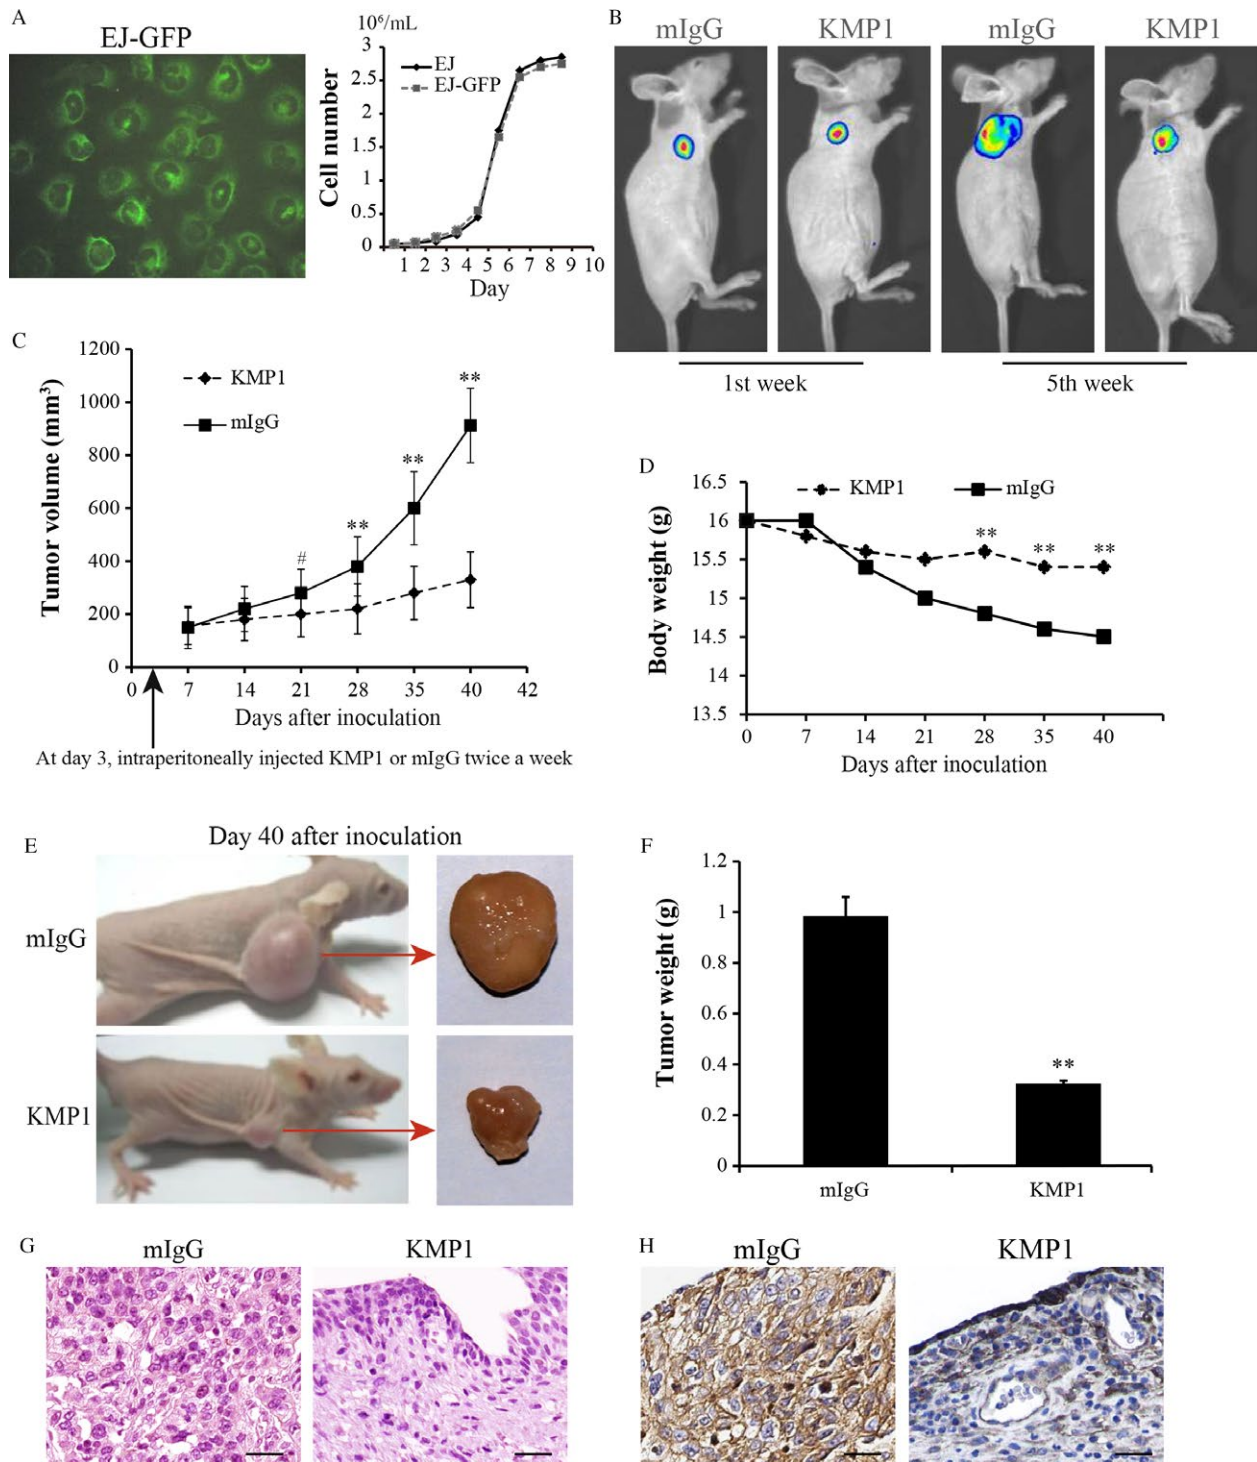 A
EJ-GFP
10⁶/mL
Cell number
3
2.5
2
1.5
1
0.5
0
EJ
EJ-GFP
1 2 3 4 5 6 7 8 9 10
Day
B
mIgG KMP1 mIgG KMP1
1st week 5th week
C
Tumor volume (mm³)
1200
1000
800
600
400
200
0
KMP1
mIgG
#
**
**
**
0 7 14 21 28 35 40 42
Days after inoculation
At day 3, intraperitoneally injected KMP1 or mIgG twice a week
D
Body weight (g)
16.5
16
15.5
15
14.5
14
13.5
KMP1 mIgG
** ** **
0 7 14 21 28 35 40
Days after inoculation
E
Day 40 after inoculation
mIgG
KMP1
F
Tumor weight (g)
1.2
1
0.8
0.6
0.4
0.2
0
**
mIgG KMP1
G
mIgG KMP1
H
mIgG KMP1